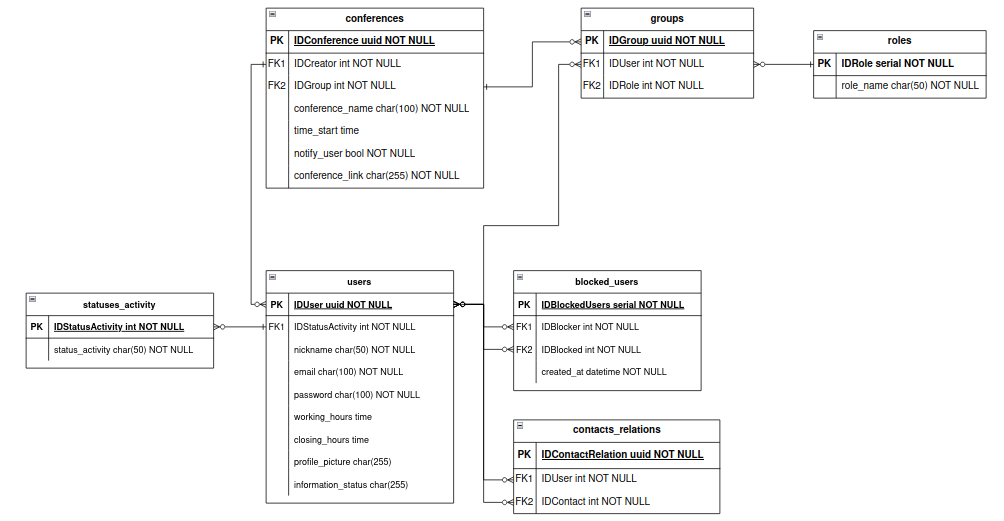 conferences
PK IDConference uuid NOT NULL
FK1 IDCreator int NOT NULL
FK2 IDGroup int NOT NULL
conference_name char(100) NOT NULL
time_start time
notify_user bool NOT NULL
conference_link char(255) NOT NULL
groups
PK IDGroup uuid NOT NULL
FK1 IDUser int NOT NULL
FK2 IDRole int NOT NULL
roles
PK IDRole serial NOT NULL
role_name char(50) NOT NULL
statuses_activity
PK IDStatusActivity int NOT NULL
status_activity char(50) NOT NULL
users
PK IDUser uuid NOT NULL
FK1 IDStatusActivity int NOT NULL
nickname char(50) NOT NULL
email char(100) NOT NULL
password char(100) NOT NULL
working_hours time
closing_hours time
profile_picture char(255)
information_status char(255)
blocked_users
PK IDBlockedUsers serial NOT NULL
FK1 IDBlocker int NOT NULL
FK2 IDBlocked int NOT NULL
created_at datetime NOT NULL
contacts_relations
PK IDContactRelation uuid NOT NULL
FK1 IDUser int NOT NULL
FK2 IDContact int NOT NULL